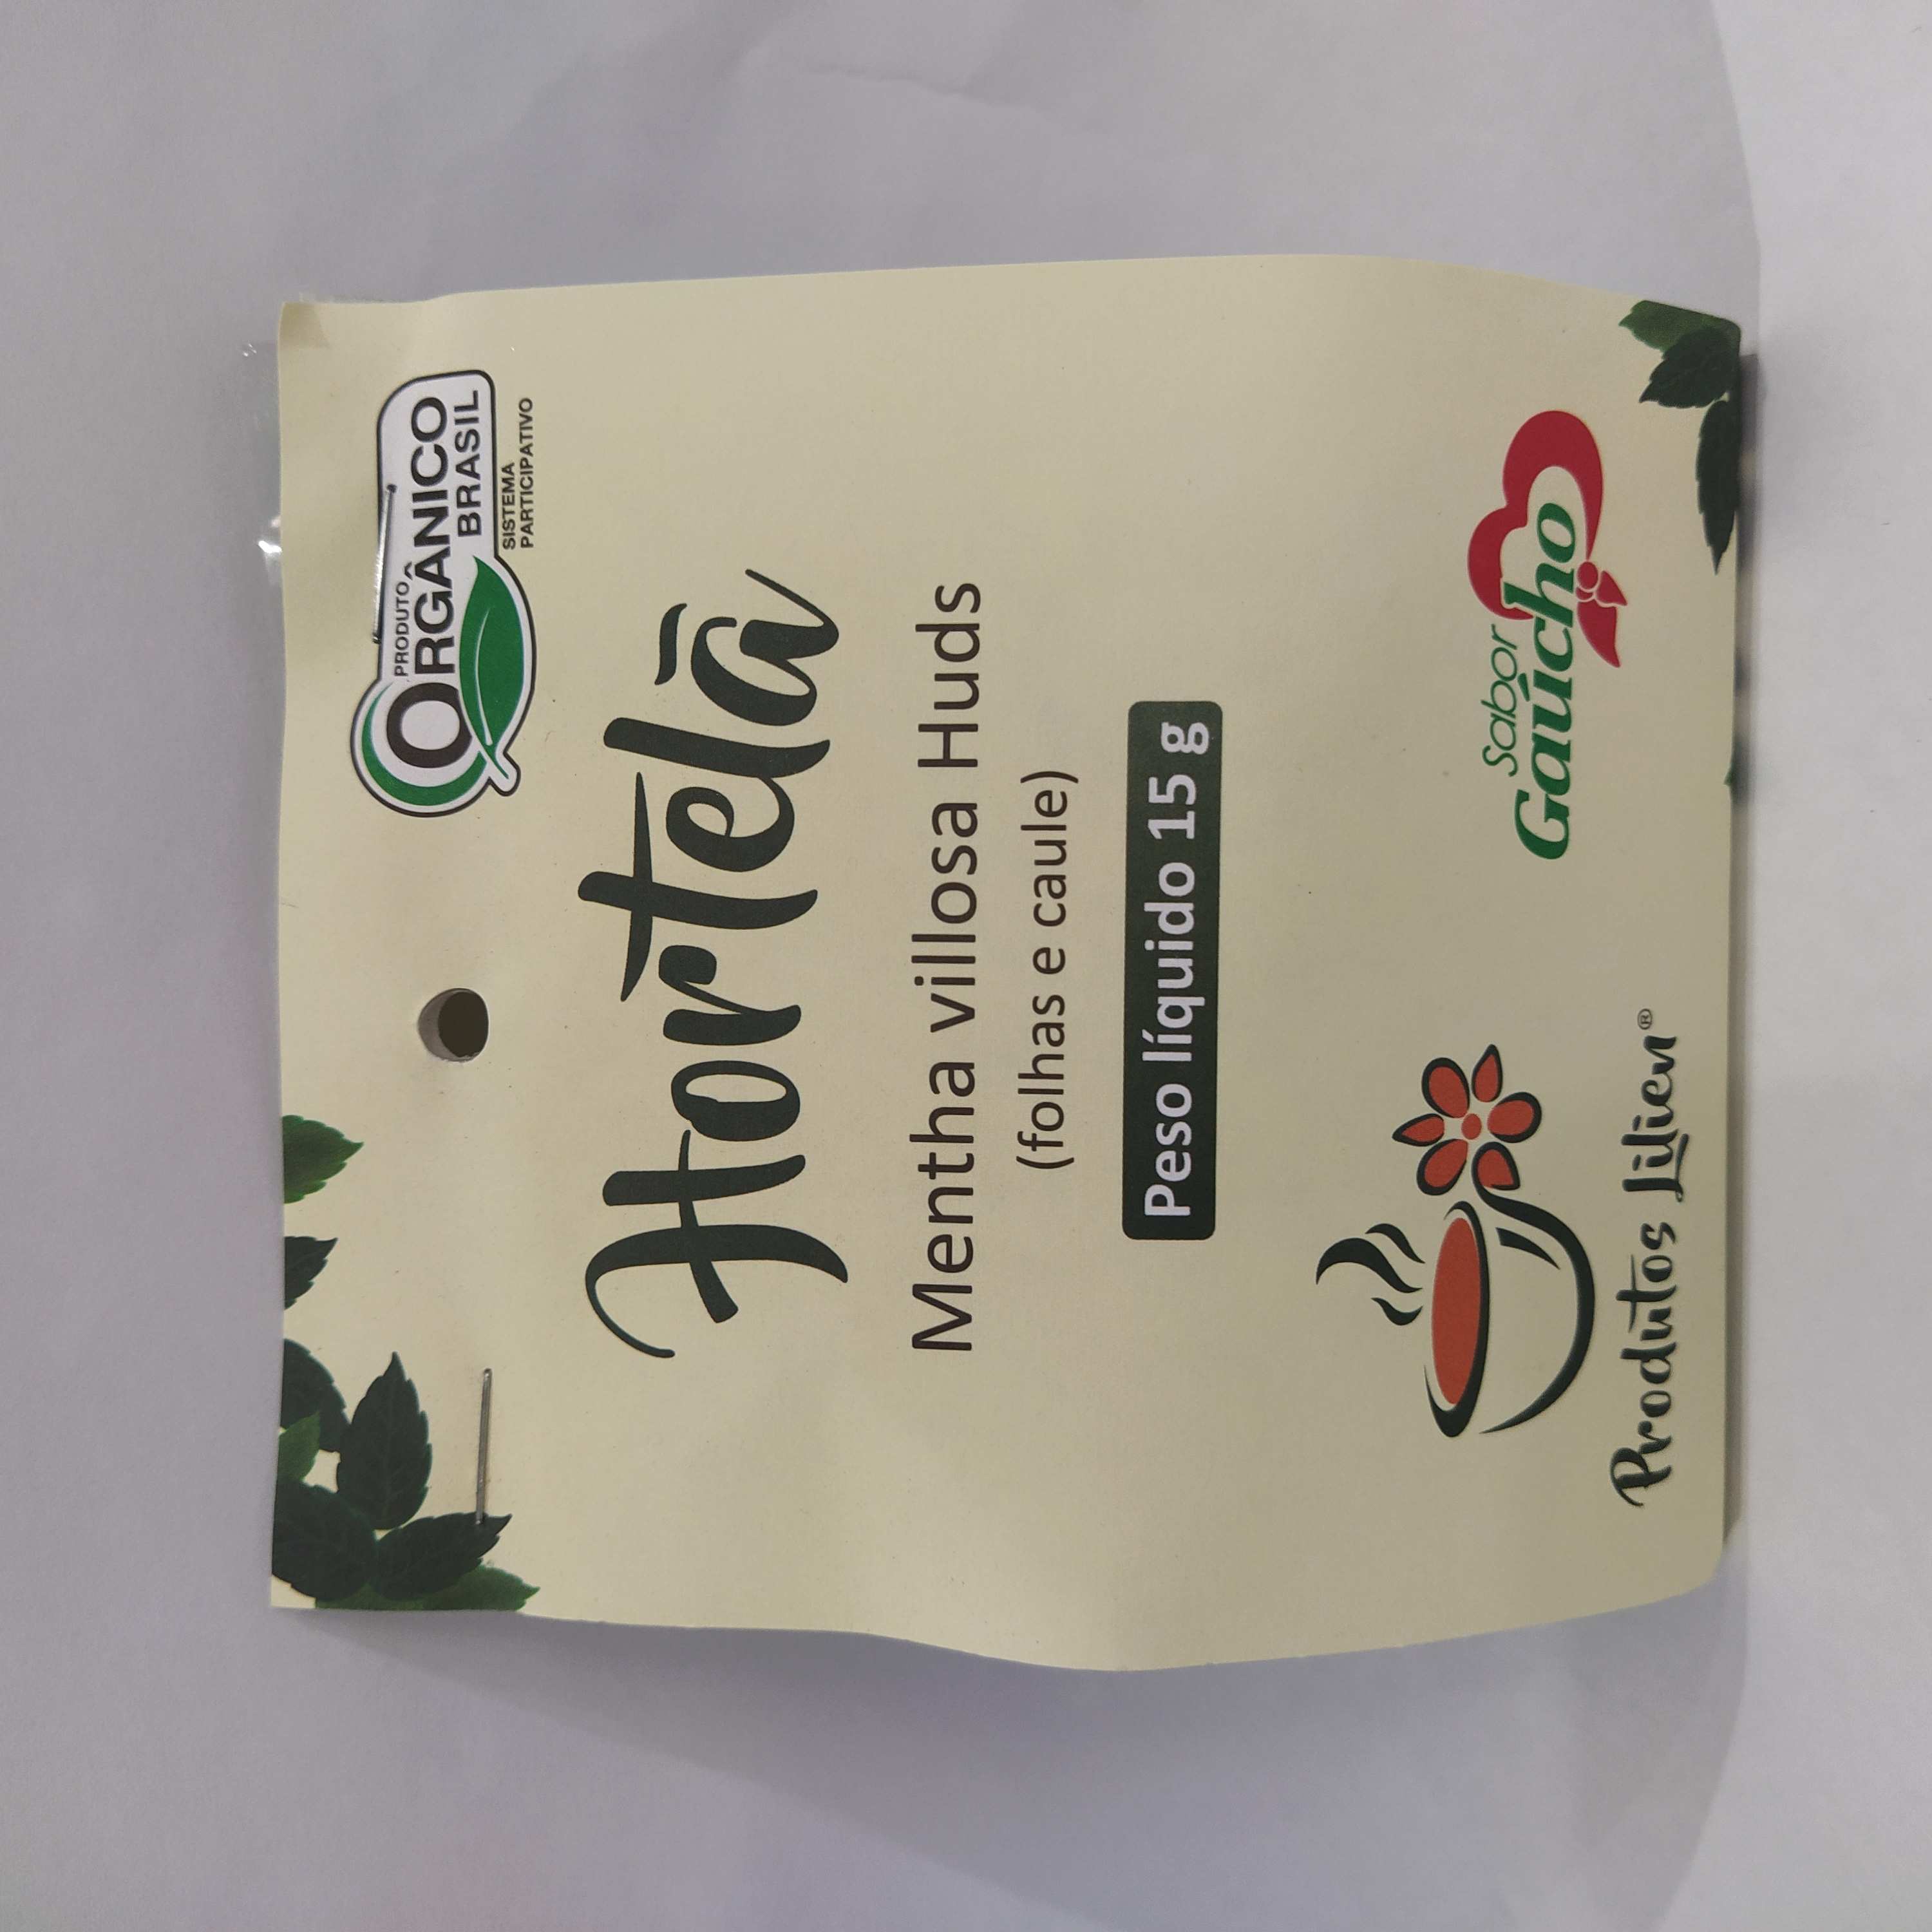 PRODUTO
ORGÂNICO
BRASIL
SISTEMA
PARTICIPATIVO
Hortelã
Mentha villosa Huds
(folhas e caule)
Peso líquido 15 g
Sabor
Gaúcho
Produtos Lilien®